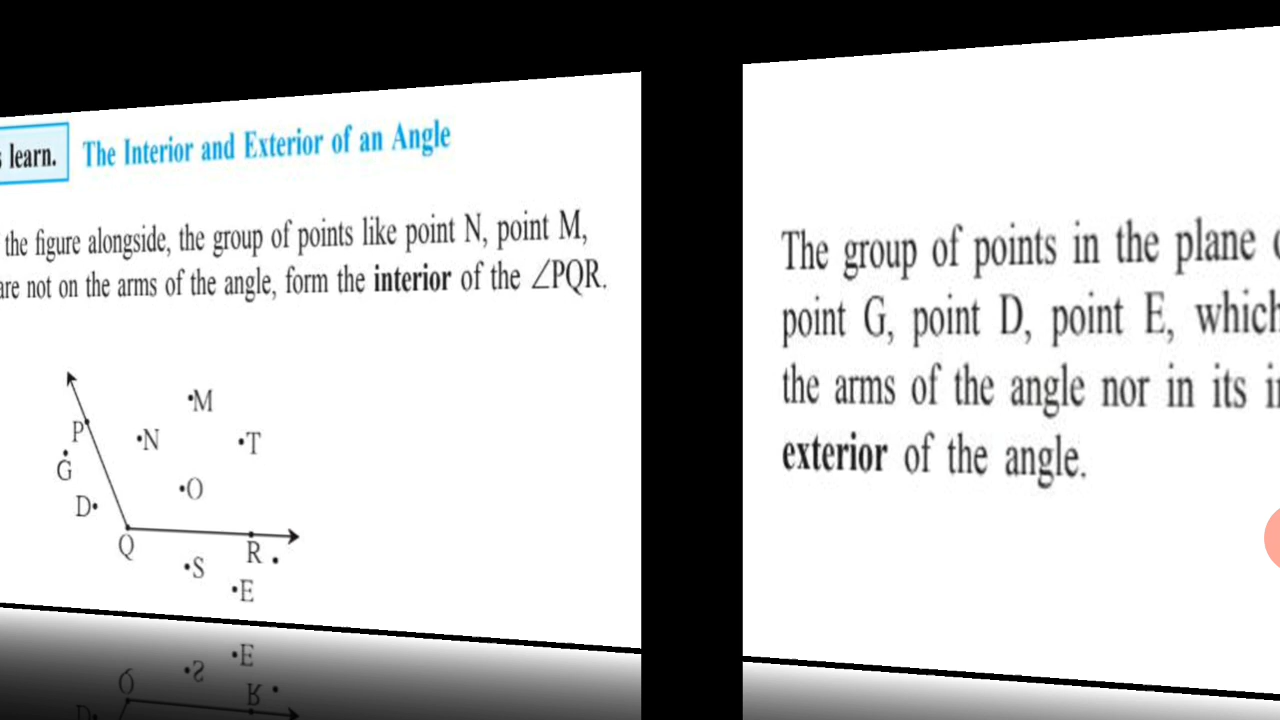 learn. The Interior and Exterior of an Angle
the figure alongside, the group of points like point N, point M,
are not on the arms of the angle, form the interior of the ∠PQR.
M
P N T
G
O
D
Q R
S
E
The group of points in the plane
point G, point D, point E, which
the arms of the angle nor in its
exterior of the angle.